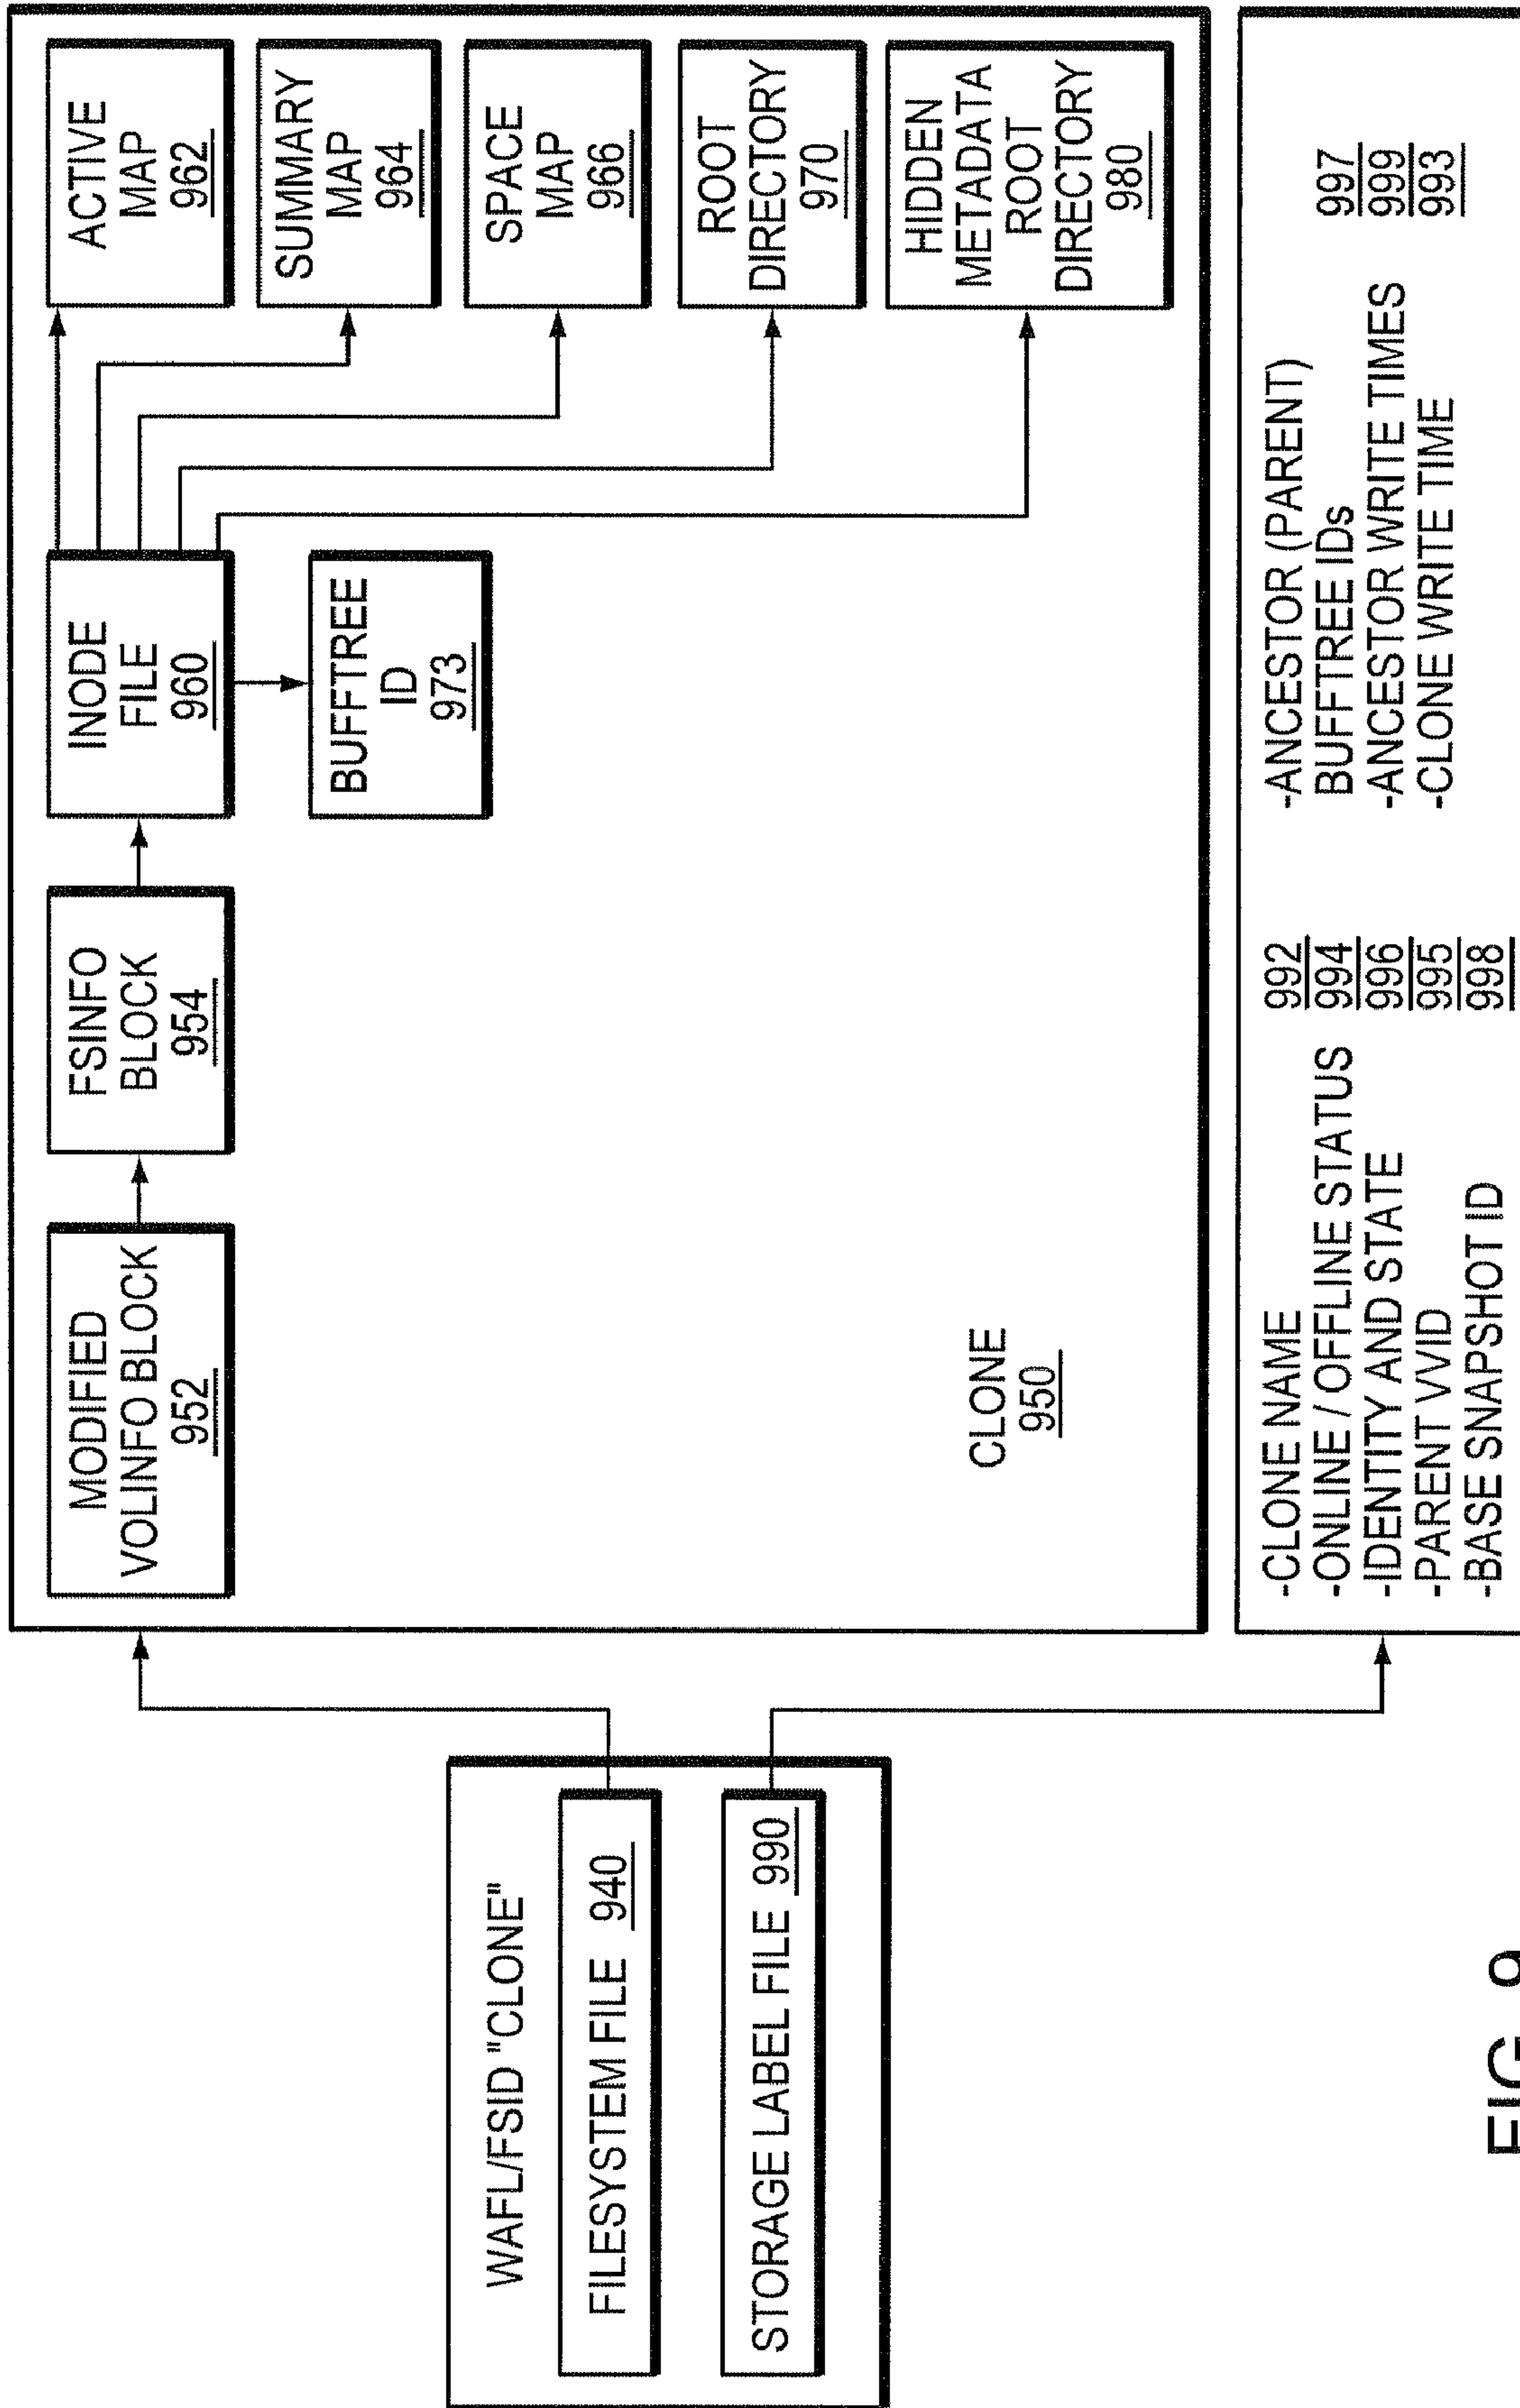 WAFL/FSID "CLONE"
FILESYSTEM FILE 940
STORAGE LABEL FILE 990
MODIFIED
VOLINFO BLOCK
952
FSINFO
BLOCK
954
INODE
FILE
960
BUFFTREE
ID
973
ACTIVE
MAP
962
SUMMARY
MAP
964
SPACE
MAP
966
ROOT
DIRECTORY
970
HIDDEN
METADATA
ROOT
DIRECTORY
980
CLONE
950
-CLONE NAME 992
-ONLINE / OFFLINE STATUS 994
-IDENTITY AND STATE 996
-PARENT VVID 995
-BASE SNAPSHOT ID 998
-ANCESTOR (PARENT)
BUFFTREE IDs 997
-ANCESTOR WRITE TIMES 999
-CLONE WRITE TIME 993
FIG. 9